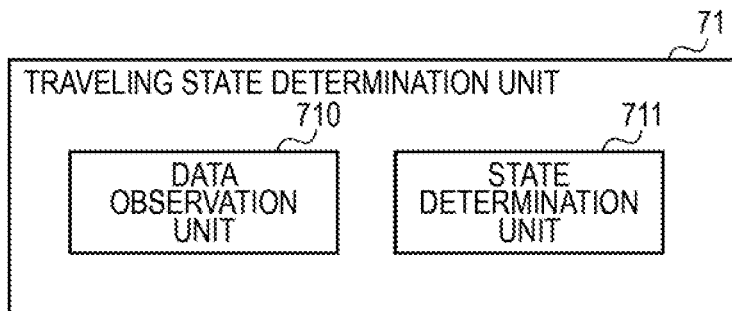 71
TRAVELING STATE DETERMINATION UNIT
710
711
DATA
OBSERVATION
UNIT
STATE
DETERMINATION
UNIT